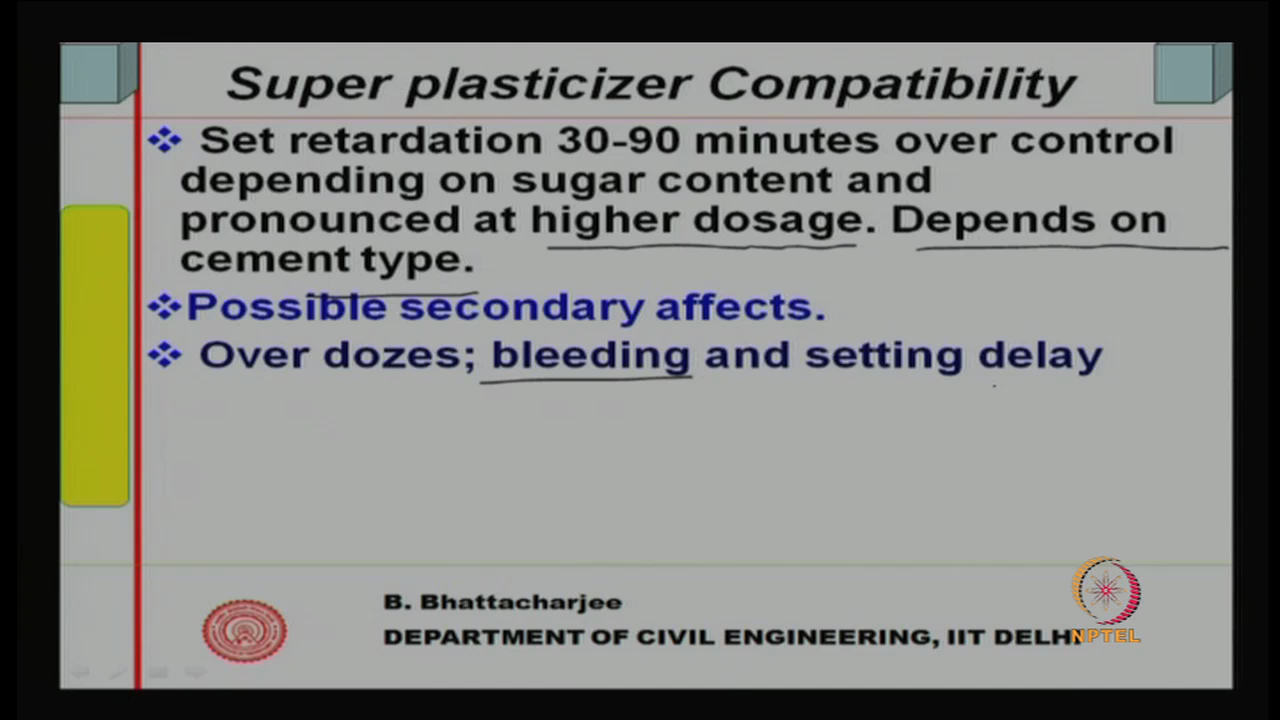 Super plasticizer Compatibility
Set retardation 30-90 minutes over control
depending on sugar content and
pronounced at higher dosage. Depends on
cement type.
Possible secondary affects.
Over dozes; bleeding and setting delay
B. Bhattacharjee
DEPARTMENT OF CIVIL ENGINEERING, IIT DELHI
NPTEL